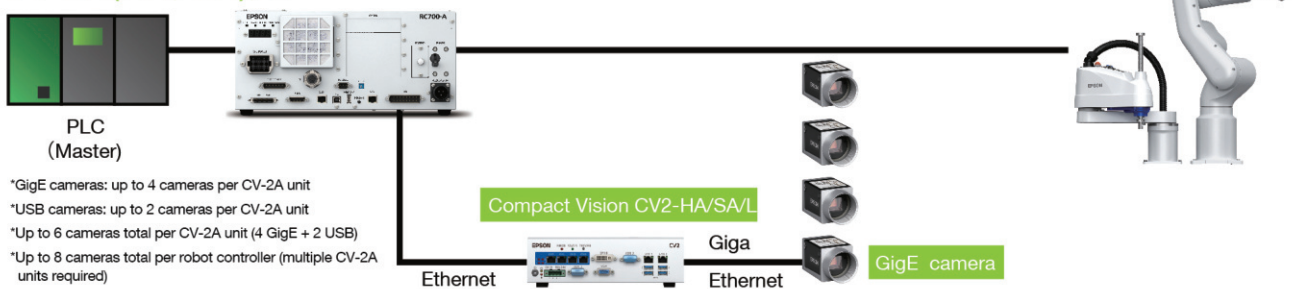 EPSON
RC700-A
EPSON
PLC
(Master)
*GigE cameras: up to 4 cameras per CV-2A unit
*USB cameras: up to 2 cameras per CV-2A unit
*Up to 6 cameras total per CV-2A unit (4 GigE + 2 USB)
*Up to 8 cameras total per robot controller (multiple CV-2A
units required)
Compact Vision CV2-HA/SA/L
EPSON
CV2
Ethernet
Giga
Ethernet
GigE camera